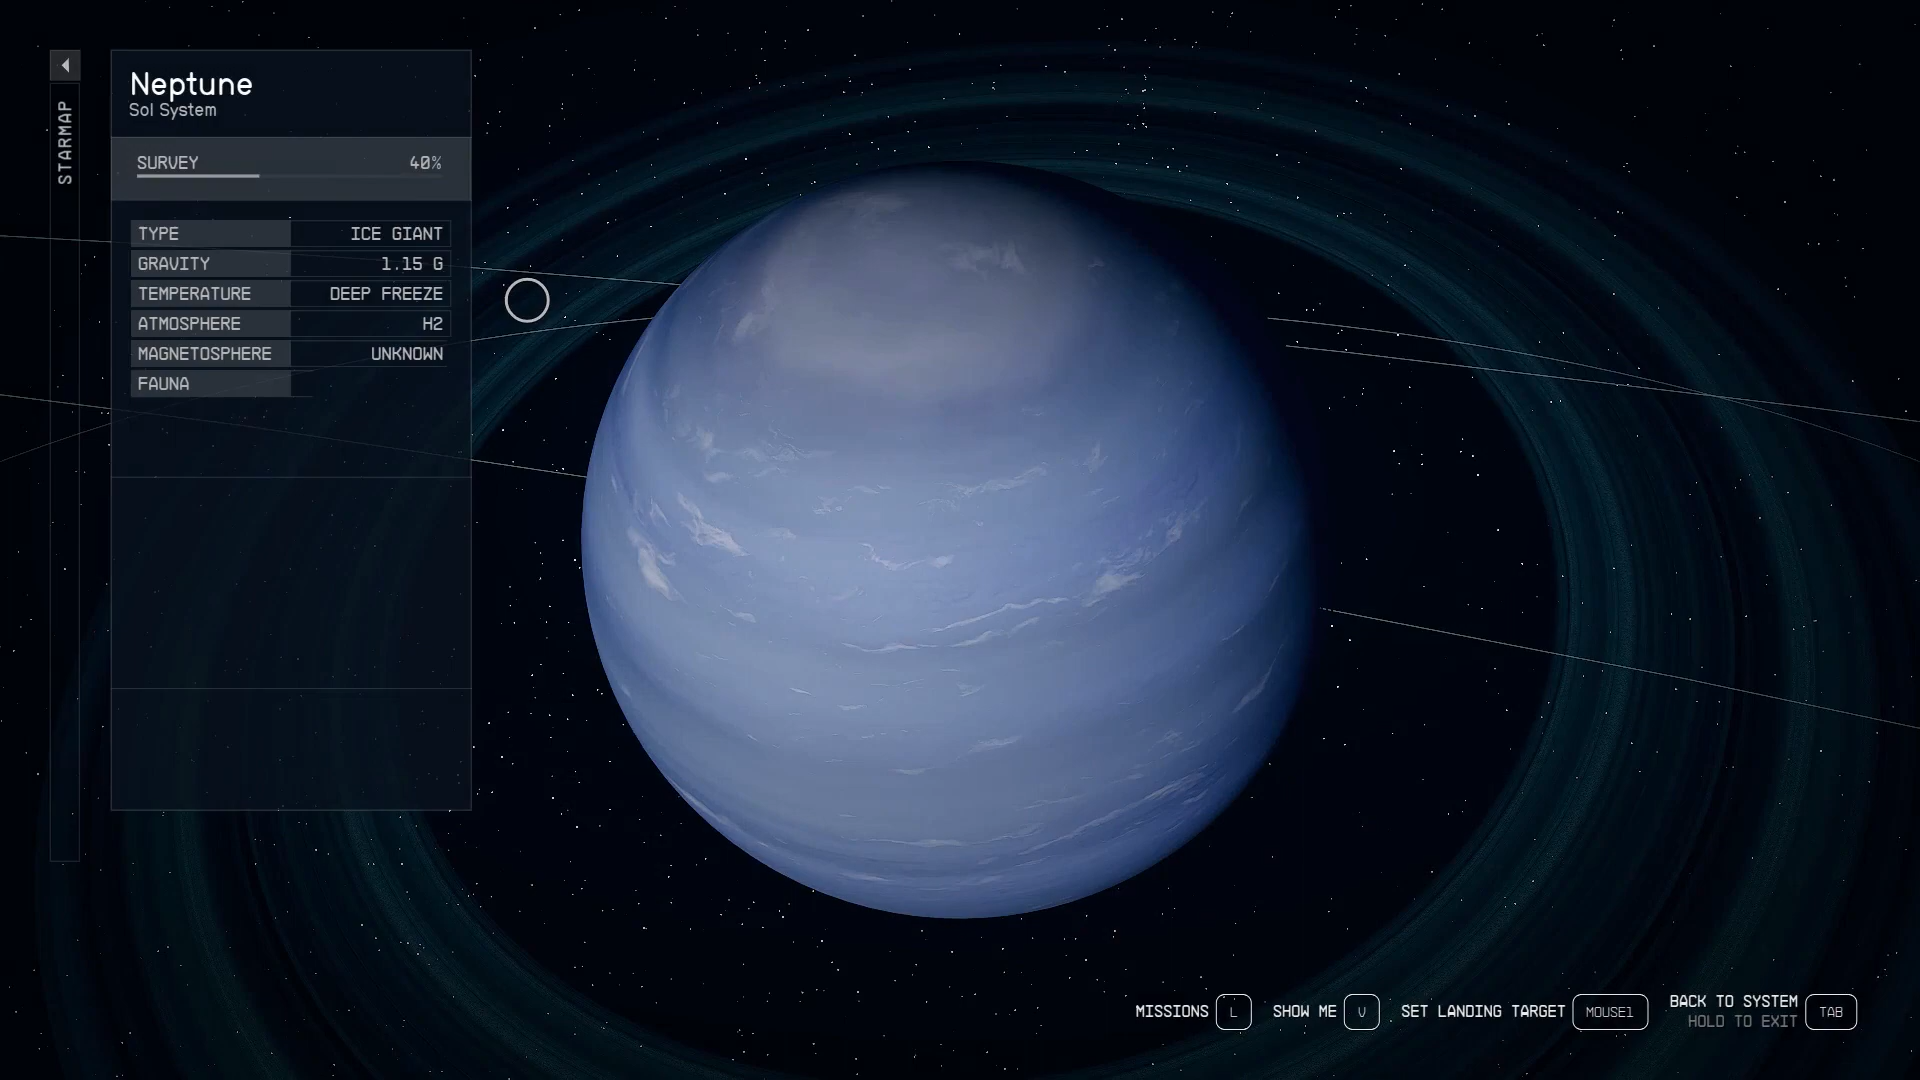 STARMAP
Neptune
Sol System
SURVEY 40%
TYPE ICE GIANT
GRAVITY 1.15 G
TEMPERATURE DEEP FREEZE
ATMOSPHERE H2
MAGNETOSPHERE UNKNOWN
FAUNA
MISSIONS L SHOW ME V SET LANDING TARGET MOUSE1 BACK TO SYSTEM TAB
HOLD TO EXIT